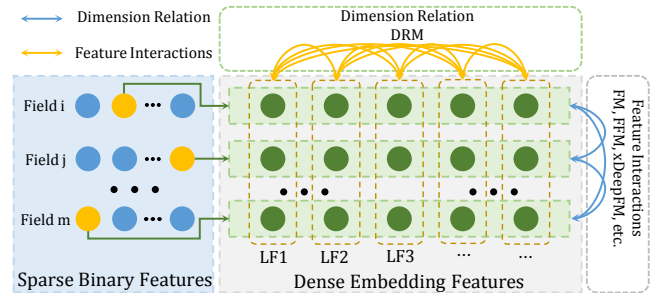 Dimension Relation
Feature Interactions
Dimension Relation
DRM
Field i
Field j
Field m
LF1 LF2 LF3 ... ...
Sparse Binary Features
Dense Embedding Features
Feature Interactions
FM, FFM, xDeepFM, etc.